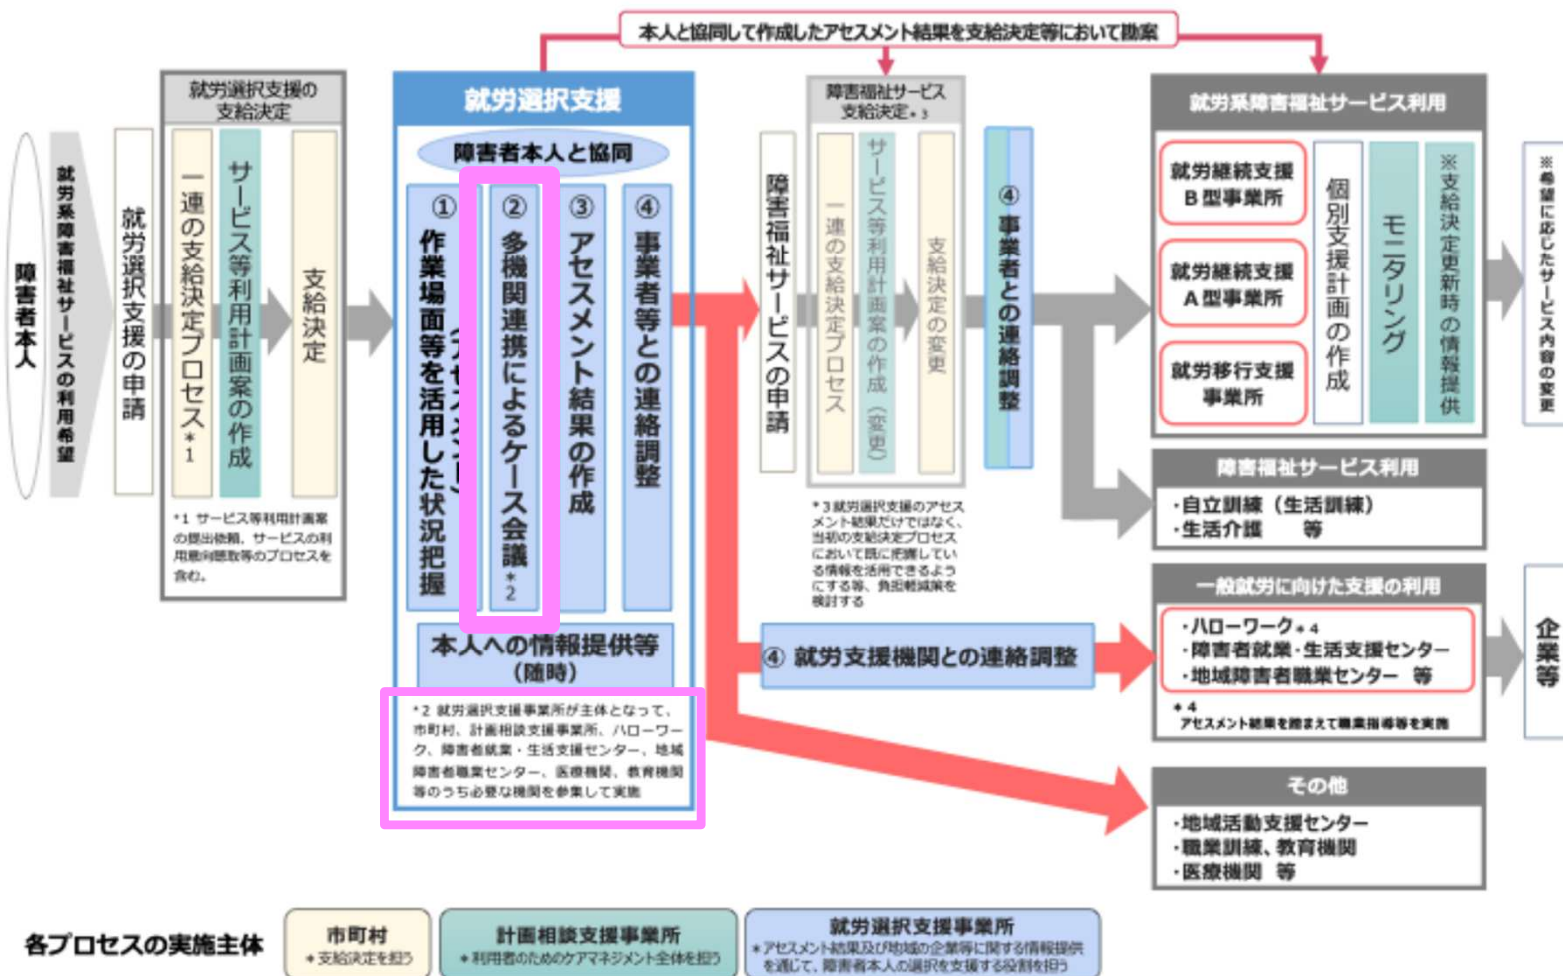 本人と協同して作成したアセスメント結果を支給決定等において勘案
障害者本人
就労系障害福祉サービスの利用希望
就労選択支援の申請
就労選択支援の
支給決定
一連の支給決定プロセス*1
サービス等利用計画案の作成
支給決定
*1 サービス等利用計画案
の提出依頼、サービスの利
用意向聴取等のプロセスを
含む。
就労選択支援
障害者本人と協同
①作業場面等を活用した状況把握
(アセスメント)
②多機関連携によるケース会議*2
③アセスメント結果の作成
④事業者等との連絡調整
本人への情報提供等
(随時)
*2 就労選択支援事業所が主体となって、
市町村、計画相談支援事業所、ハローワー
ク、障害者就業・生活支援センター、地域
障害者職業センター、医療機関、教育機関
等のうち必要な機関を参集して実施
障害福祉サービスの申請
障害福祉サービス
支給決定*3
一連の支給決定プロセス
サービス等利用計画案の作成(変更)
支給決定の変更
*3就労選択支援のアセス
メント結果だけではなく、
当初の支給決定プロセス
において既に把握してい
る情報を活用できるよう
にする等、負担軽減策を
検討する
④事業者との連絡調整
④ 就労支援機関との連絡調整
就労系障害福祉サービス利用
就労継続支援
B型事業所
就労継続支援
A型事業所
就労移行支援
事業所
個別支援計画の作成
モニタリング
※支給決定更新時の情報提供
※希望に応じたサービス内容の変更
障害福祉サービス利用
・自立訓練(生活訓練)
・生活介護 等
一般就労に向けた支援の利用
・ハローワーク*4
・障害者就業・生活支援センター
・地域障害者職業センター 等
*4
アセスメント結果を踏まえて職業指導等を実施
企業等
その他
・地域活動支援センター
・職業訓練、教育機関
・医療機関 等
各プロセスの実施主体
市町村
*支給決定を担う
計画相談支援事業所
*利用者のためのケアマネジメント全体を担う
就労選択支援事業所
*アセスメント結果及び地域の企業等に関する情報提供
を通じて、障害者本人の選択を支援する役割を担う